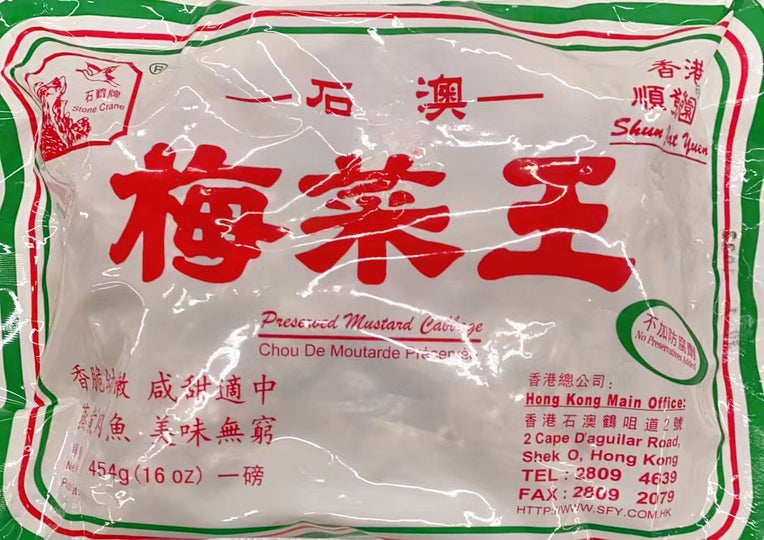 石鶴牌
Stone Crane
®
石澳
香港
順發園
Shun Fat Yuen
梅菜王
Preserved Mustard Cabbage
Chou De Moutarde Préservé
不加防腐劑
No Preservatives Added
香脆 嫩 咸甜適中
魚 美味無窮
454g (16 oz) 一磅
香港總公司:
Hong Kong Main Office:
香港石澳鶴咀道2號
2 Cape D'aguilar Road,
Shek O, Hong Kong
TEL: 2809 4639
FAX: 2809 2079
HTTP://WWW.SFY.COM.HK